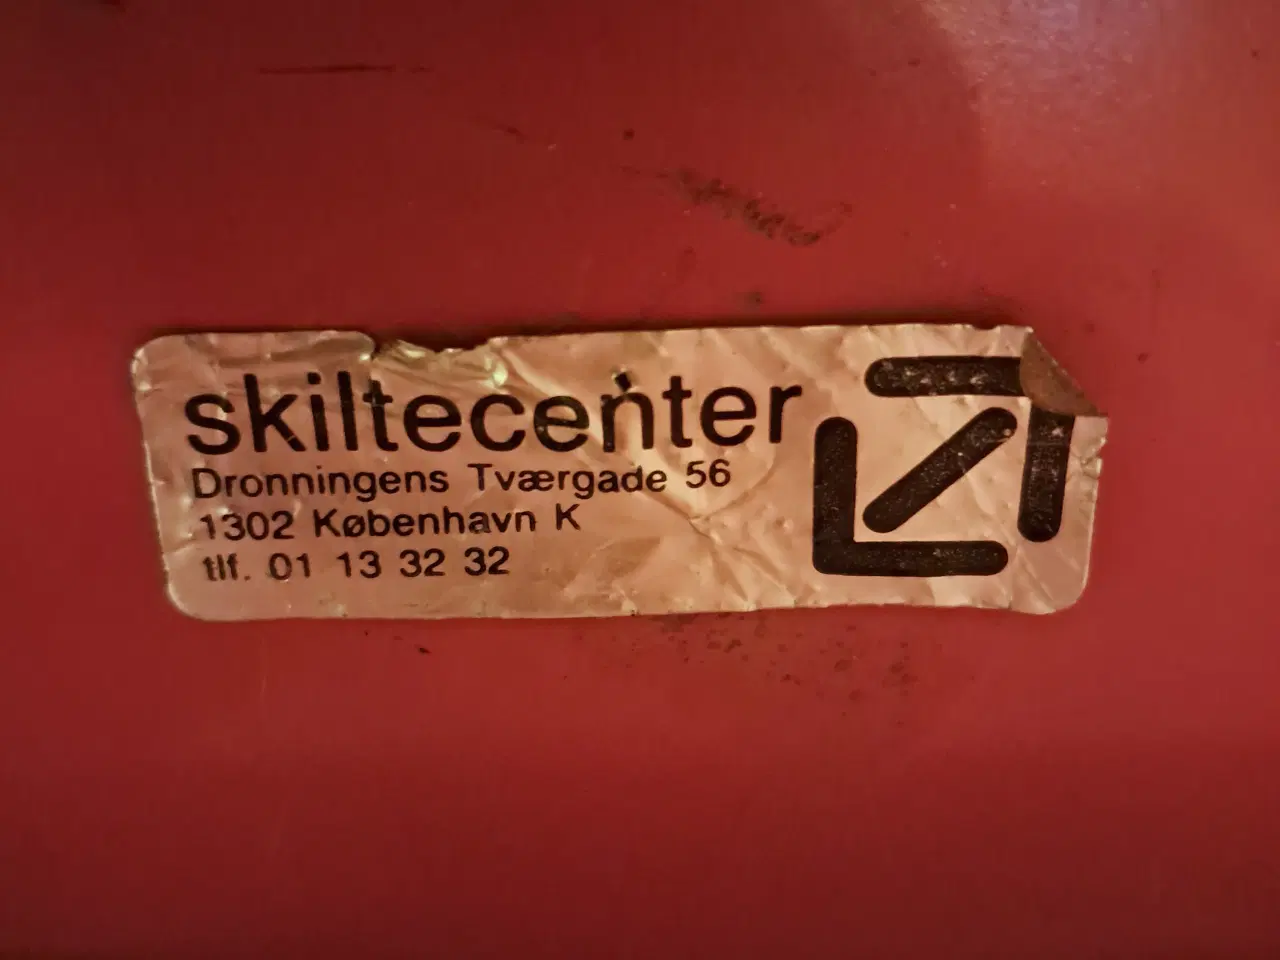 skiltecenter
Dronningens Tværgade 56
1302 København K
tlf. 01 13 32 32